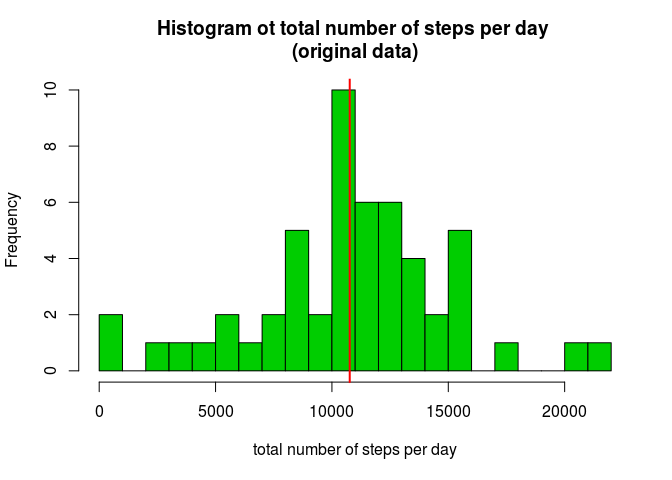 Histogram ot total number of steps per day
(original data)
Frequency
10
8
6
4
2
0
0 5000 10000 15000 20000
total number of steps per day